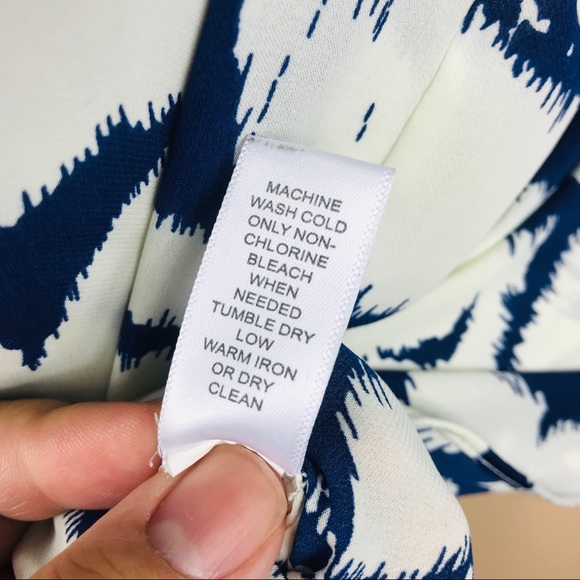 MACHINE
WASH COLD
ONLY NON-
CHLORINE
BLEACH
WHEN
NEEDED
TUMBLE DRY
LOW
WARM IRON
OR DRY
CLEAN